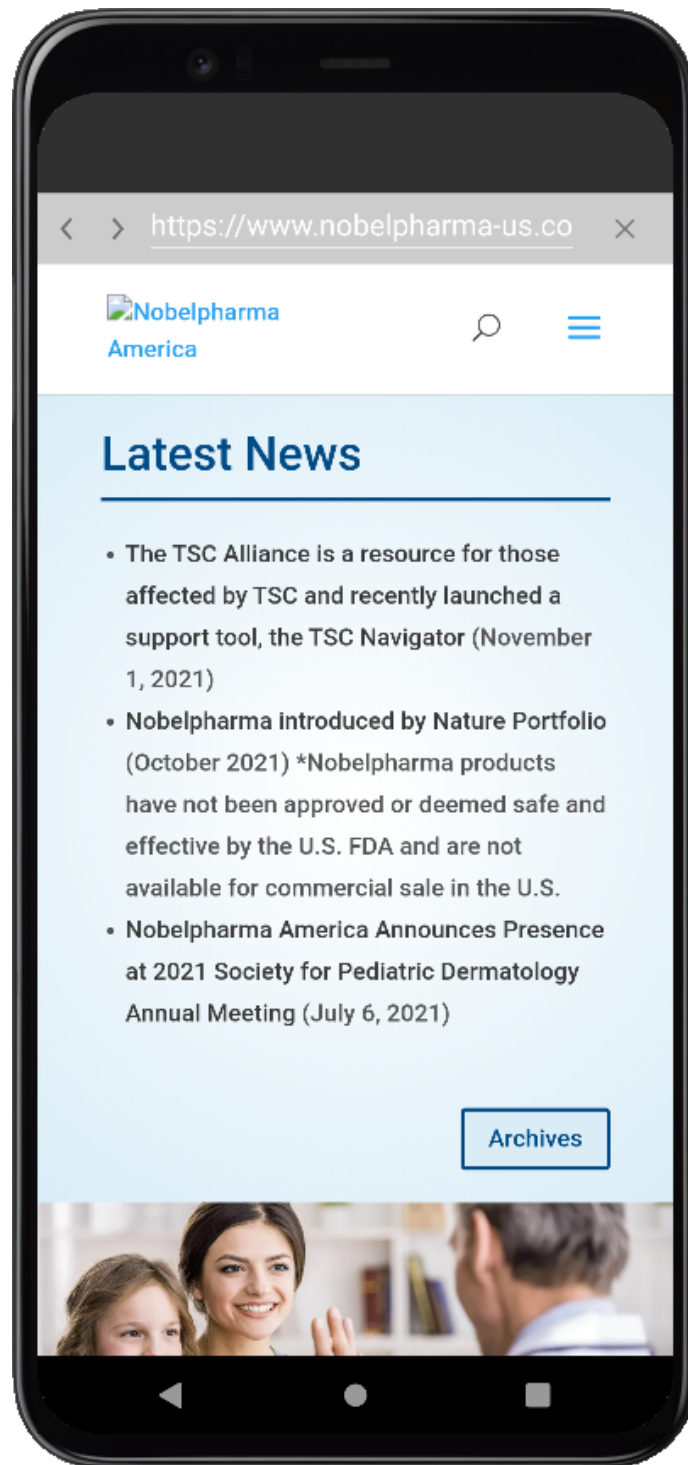 https://www.nobelpharma-us.co
Nobelpharma
America
Latest News
• The TSC Alliance is a resource for those
affected by TSC and recently launched a
support tool, the TSC Navigator (November
1, 2021)
• Nobelpharma introduced by Nature Portfolio
(October 2021) *Nobelpharma products
have not been approved or deemed safe and
effective by the U.S. FDA and are not
available for commercial sale in the U.S.
• Nobelpharma America Announces Presence
at 2021 Society for Pediatric Dermatology
Annual Meeting (July 6, 2021)
Archives